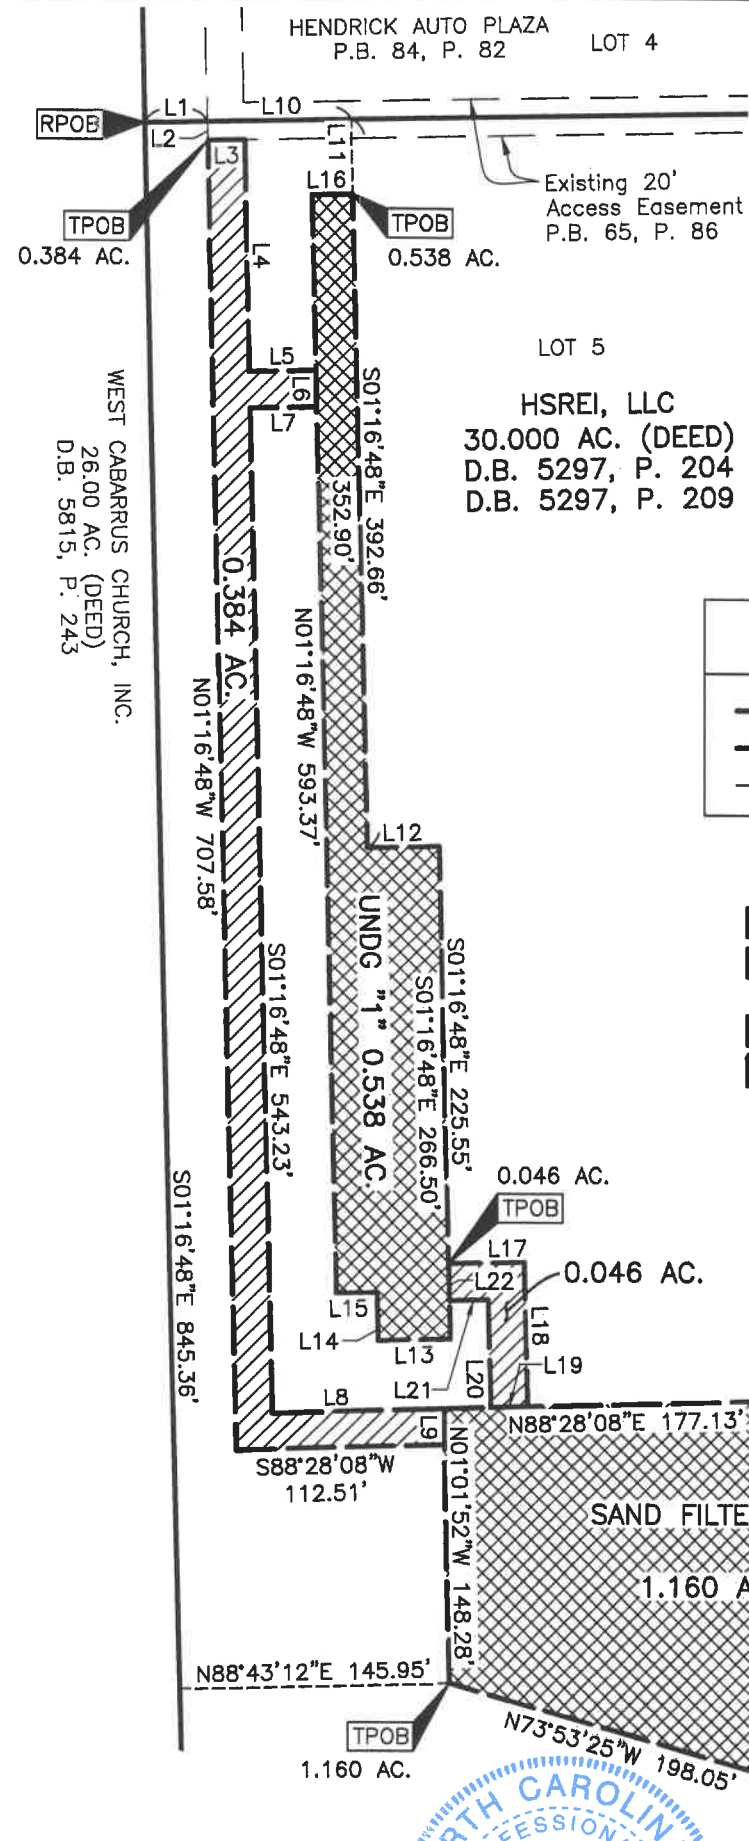 HENDRICK AUTO PLAZA
P.B. 84, P. 82
LOT 4
L1
L10
RPOB
L2
L11
L3
L16
Existing 20'
Access Easement
P.B. 65, P. 86
TPOB
0.384 AC.
TPOB
0.538 AC.
L4
LOT 5
L5
L6
L7
HSREI, LLC
30.000 AC. (DEED)
D.B. 5297, P. 204
D.B. 5297, P. 209
S01°16'48"E 392.66'
352.90'
WEST CABARRUS CHURCH, INC.
26.00 AC. (DEED)
D.B. 5815, P. 243
0.384 AC.
N01°16'48"W 593.37'
N01°16'48"W 707.58'
L12
UNDG "1" 0.538 AC.
S01°16'48"E 225.55'
S01°16'48"E 266.50'
S01°16'48"E 543.23'
S01°16'48"E 845.36'
0.046 AC.
TPOB
L17
L22
0.046 AC.
L15
L14
L13
L18
L19
L20
L21
L8
L9
N88°28'08"E 177.13'
S88°28'08"W
112.51'
N01°01'52"W 148.28'
SAND FILTE
1.160 A
N88°43'12"E 145.95'
TPOB
1.160 AC.
N73°53'25"W 198.05'
RTH CAROLIN
FESSION